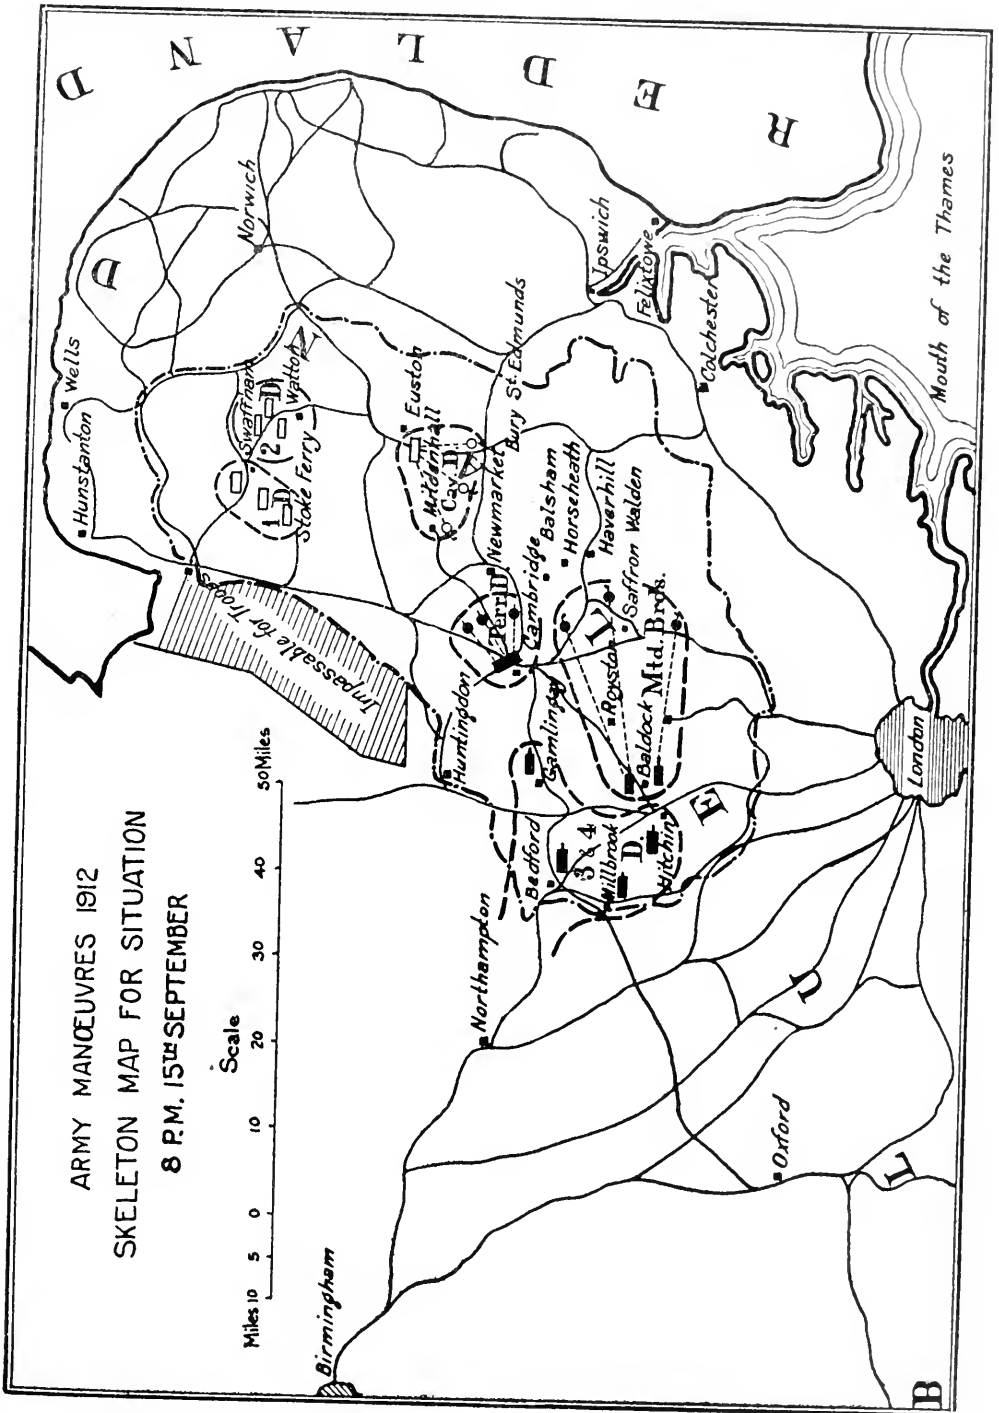 ARMY MANŒUVRES 1912
SKELETON MAP FOR SITUATION
8 P.M. 15TH SEPTEMBER
Scale
Miles 10 5 0 10 20 30 40 50 Miles
REDLAND
BLUELAND
Birmingham
Northampton
Oxford
London
Bedford
Millbrook
3 & 4 D.
Hitchin
Baldock
Mtd. Brds.
Royston
Gamlingay
Huntingdon
Impassable for Troops
Terr. D.
Cambridge
Saffron Walden
Haverhill
Horseheath
Balsham
Newmarket
Mildenhall
Cav. D.
Euston
Bury St. Edmunds
Stoke Ferry
1 D
2 D
Swaffham
Watton
Hunstanton
Wells
Norwich
Ipswich
Felixtowe
Colchester
Mouth of the Thames